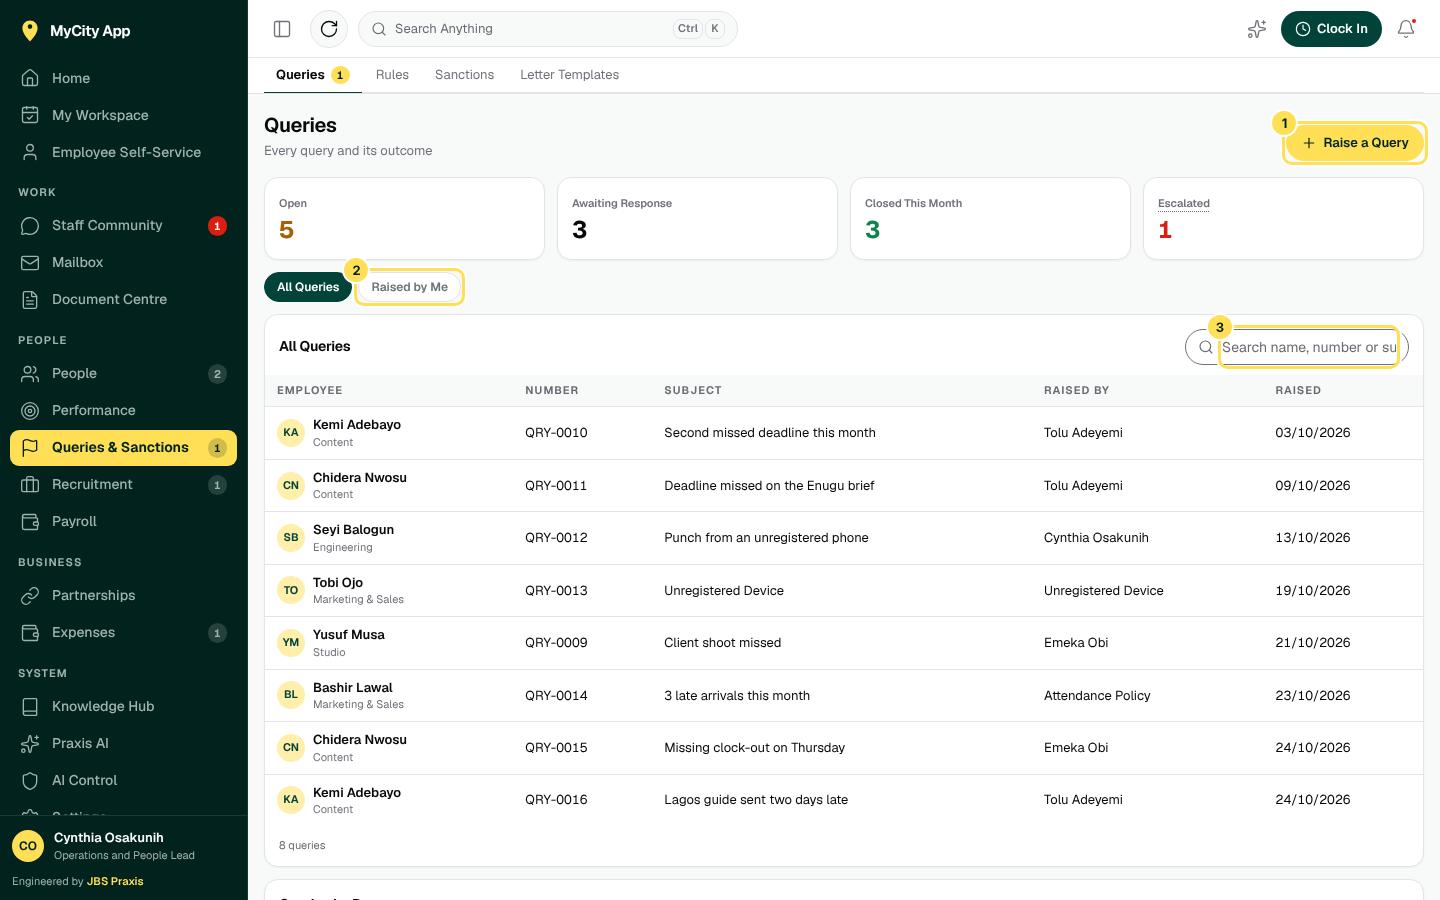 MyCity App
Home
My Workspace
Employee Self-Service
WORK
Staff Community 1
Mailbox
Document Centre
PEOPLE
People 2
Performance
Queries & Sanctions 1
Recruitment 1
Payroll
BUSINESS
Partnerships
Expenses 1
SYSTEM
Knowledge Hub
Praxis AI
AI Control
CO
Cynthia Osakunih
Operations and People Lead
Engineered by JBS Praxis
Search Anything Ctrl K
Clock In
Queries 1 Rules Sanctions Letter Templates
Queries
Every query and its outcome
1
+ Raise a Query
Open
5
Awaiting Response
3
Closed This Month
3
Escalated
1
All Queries
2
Raised by Me
All Queries
3
Search name, number or su
EMPLOYEE NUMBER SUBJECT RAISED BY RAISED
KA Kemi Adebayo QRY-0010 Second missed deadline this month Tolu Adeyemi 03/10/2026
Content
CN Chidera Nwosu QRY-0011 Deadline missed on the Enugu brief Tolu Adeyemi 09/10/2026
Content
SB Seyi Balogun QRY-0012 Punch from an unregistered phone Cynthia Osakunih 13/10/2026
Engineering
TO Tobi Ojo QRY-0013 Unregistered Device Unregistered Device 19/10/2026
Marketing & Sales
YM Yusuf Musa QRY-0009 Client shoot missed Emeka Obi 21/10/2026
Studio
BL Bashir Lawal QRY-0014 3 late arrivals this month Attendance Policy 23/10/2026
Marketing & Sales
CN Chidera Nwosu QRY-0015 Missing clock-out on Thursday Emeka Obi 24/10/2026
Content
KA Kemi Adebayo QRY-0016 Lagos guide sent two days late Tolu Adeyemi 24/10/2026
Content
8 queries